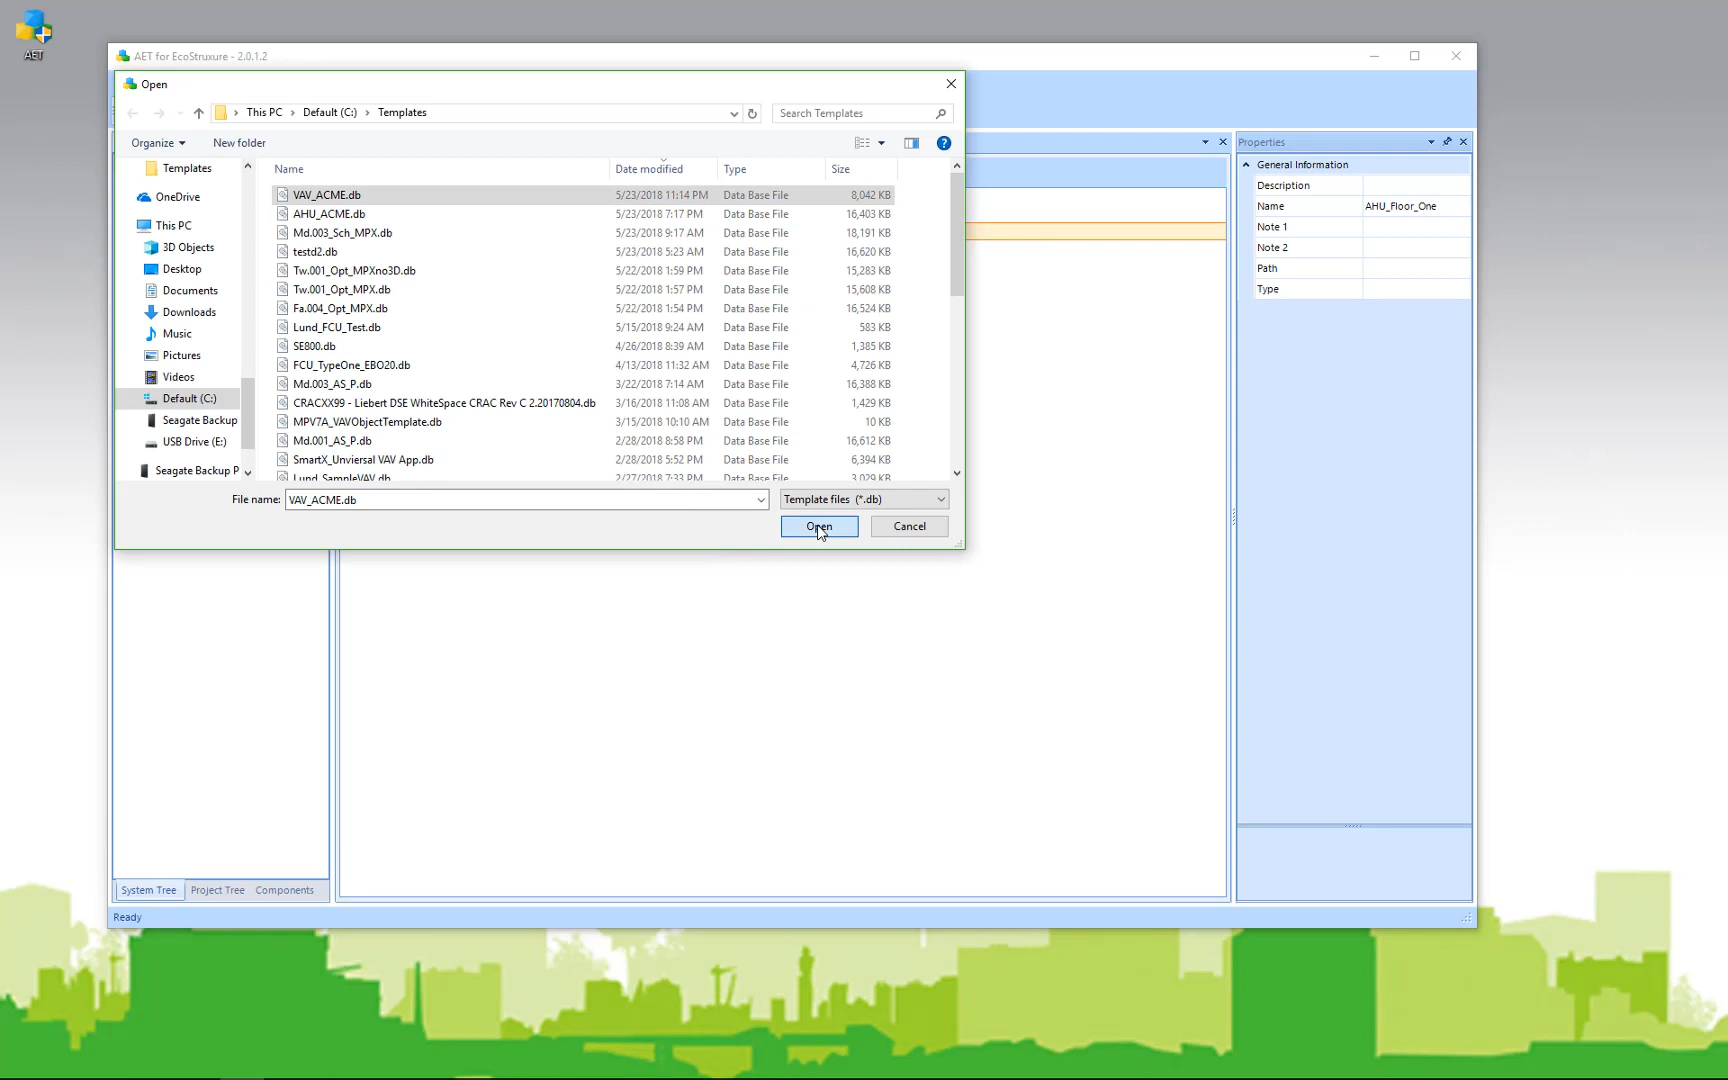 AET
AET for EcoStruxure - 2.0.1.2
Open
This PC > Default (C:) > Templates
Search Templates
Organize
New folder
Name Date modified Type Size
Templates
OneDrive
This PC
3D Objects
Desktop
Documents
Downloads
Music
Pictures
Videos
Default (C:)
Seagate Backup
USB Drive (E:)
Seagate Backup P
VAV_ACME.db 5/23/2018 11:14 PM Data Base File 8,042 KB
AHU_ACME.db 5/23/2018 7:17 PM Data Base File 16,403 KB
Md.003_Sch_MPX.db 5/23/2018 9:17 AM Data Base File 18,191 KB
testd2.db 5/23/2018 5:23 AM Data Base File 16,620 KB
Tw.001_Opt_MPXno3D.db 5/22/2018 1:59 PM Data Base File 15,283 KB
Tw.001_Opt_MPX.db 5/22/2018 1:57 PM Data Base File 15,608 KB
Fa.004_Opt_MPX.db 5/22/2018 1:54 PM Data Base File 16,524 KB
Lund_FCU_Test.db 5/15/2018 9:24 AM Data Base File 583 KB
SE800.db 4/26/2018 8:39 AM Data Base File 1,385 KB
FCU_TypeOne_EBO20.db 4/13/2018 11:32 AM Data Base File 4,726 KB
Md.003_AS_P.db 3/22/2018 7:14 AM Data Base File 16,388 KB
CRACXX99 - Liebert DSE WhiteSpace CRAC Rev C 2.20170804.db 3/16/2018 11:08 AM Data Base File 1,429 KB
MPV7A_VAVObjectTemplate.db 3/15/2018 10:10 AM Data Base File 10 KB
Md.001_AS_P.db 2/28/2018 8:58 PM Data Base File 16,612 KB
SmartX_Unviersal VAV App.db 2/28/2018 5:52 PM Data Base File 6,394 KB
Lund_SampleVAV.db 2/27/2018 7:33 PM Data Base File 3,029 KB
File name: VAV_ACME.db
Template files (*.db)
Open
Cancel
Properties
General Information
Description
Name AHU_Floor_One
Note 1
Note 2
Path
Type
System Tree Project Tree Components
Ready